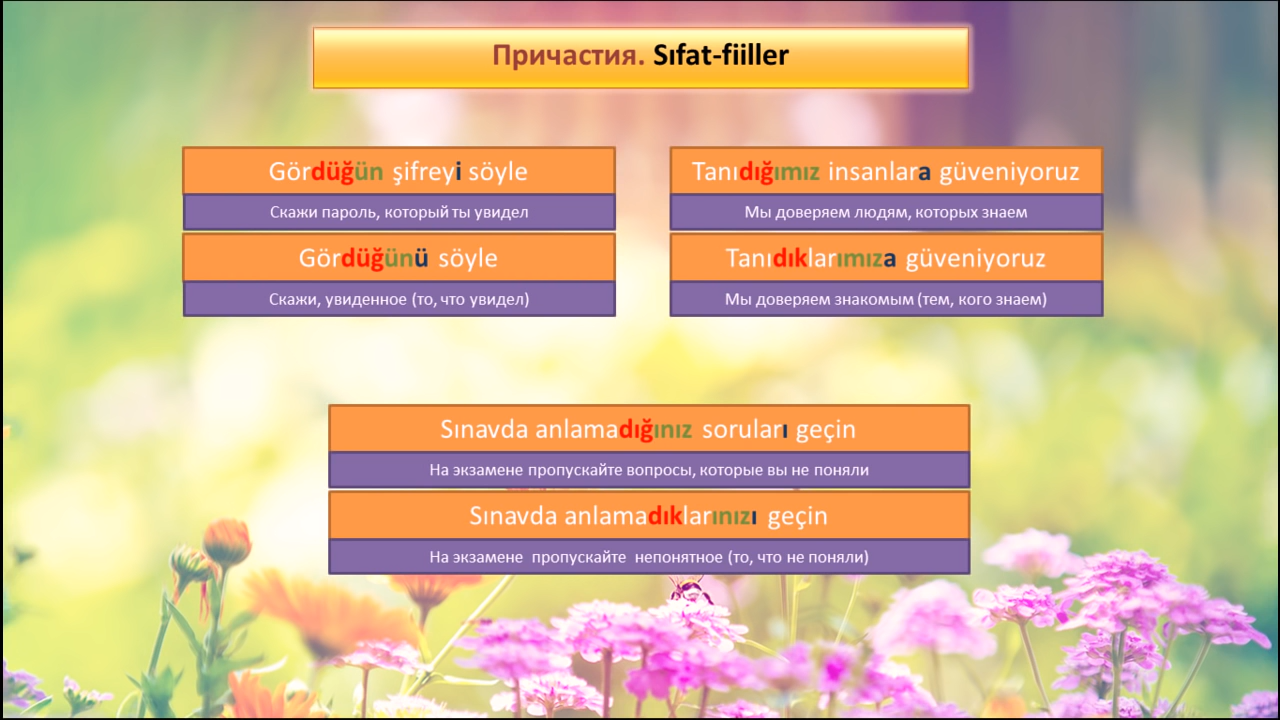 Причастия. Sıfat-fiiller
Gördüğün şifreyi söyle
Скажи пароль, который ты увидел
Gördüğünü söyle
Скажи, увиденное (то, что увидел)
Tanıdığımız insanlara güveniyoruz
Мы доверяем людям, которых знаем
Tanıdıklarımıza güveniyoruz
Мы доверяем знакомым (тем, кого знаем)
Sınavda anlamadığınız soruları geçin
На экзамене пропускайте вопросы, которые вы не поняли
Sınavda anlamadıklarınızı geçin
На экзамене пропускайте непонятное (то, что не поняли)